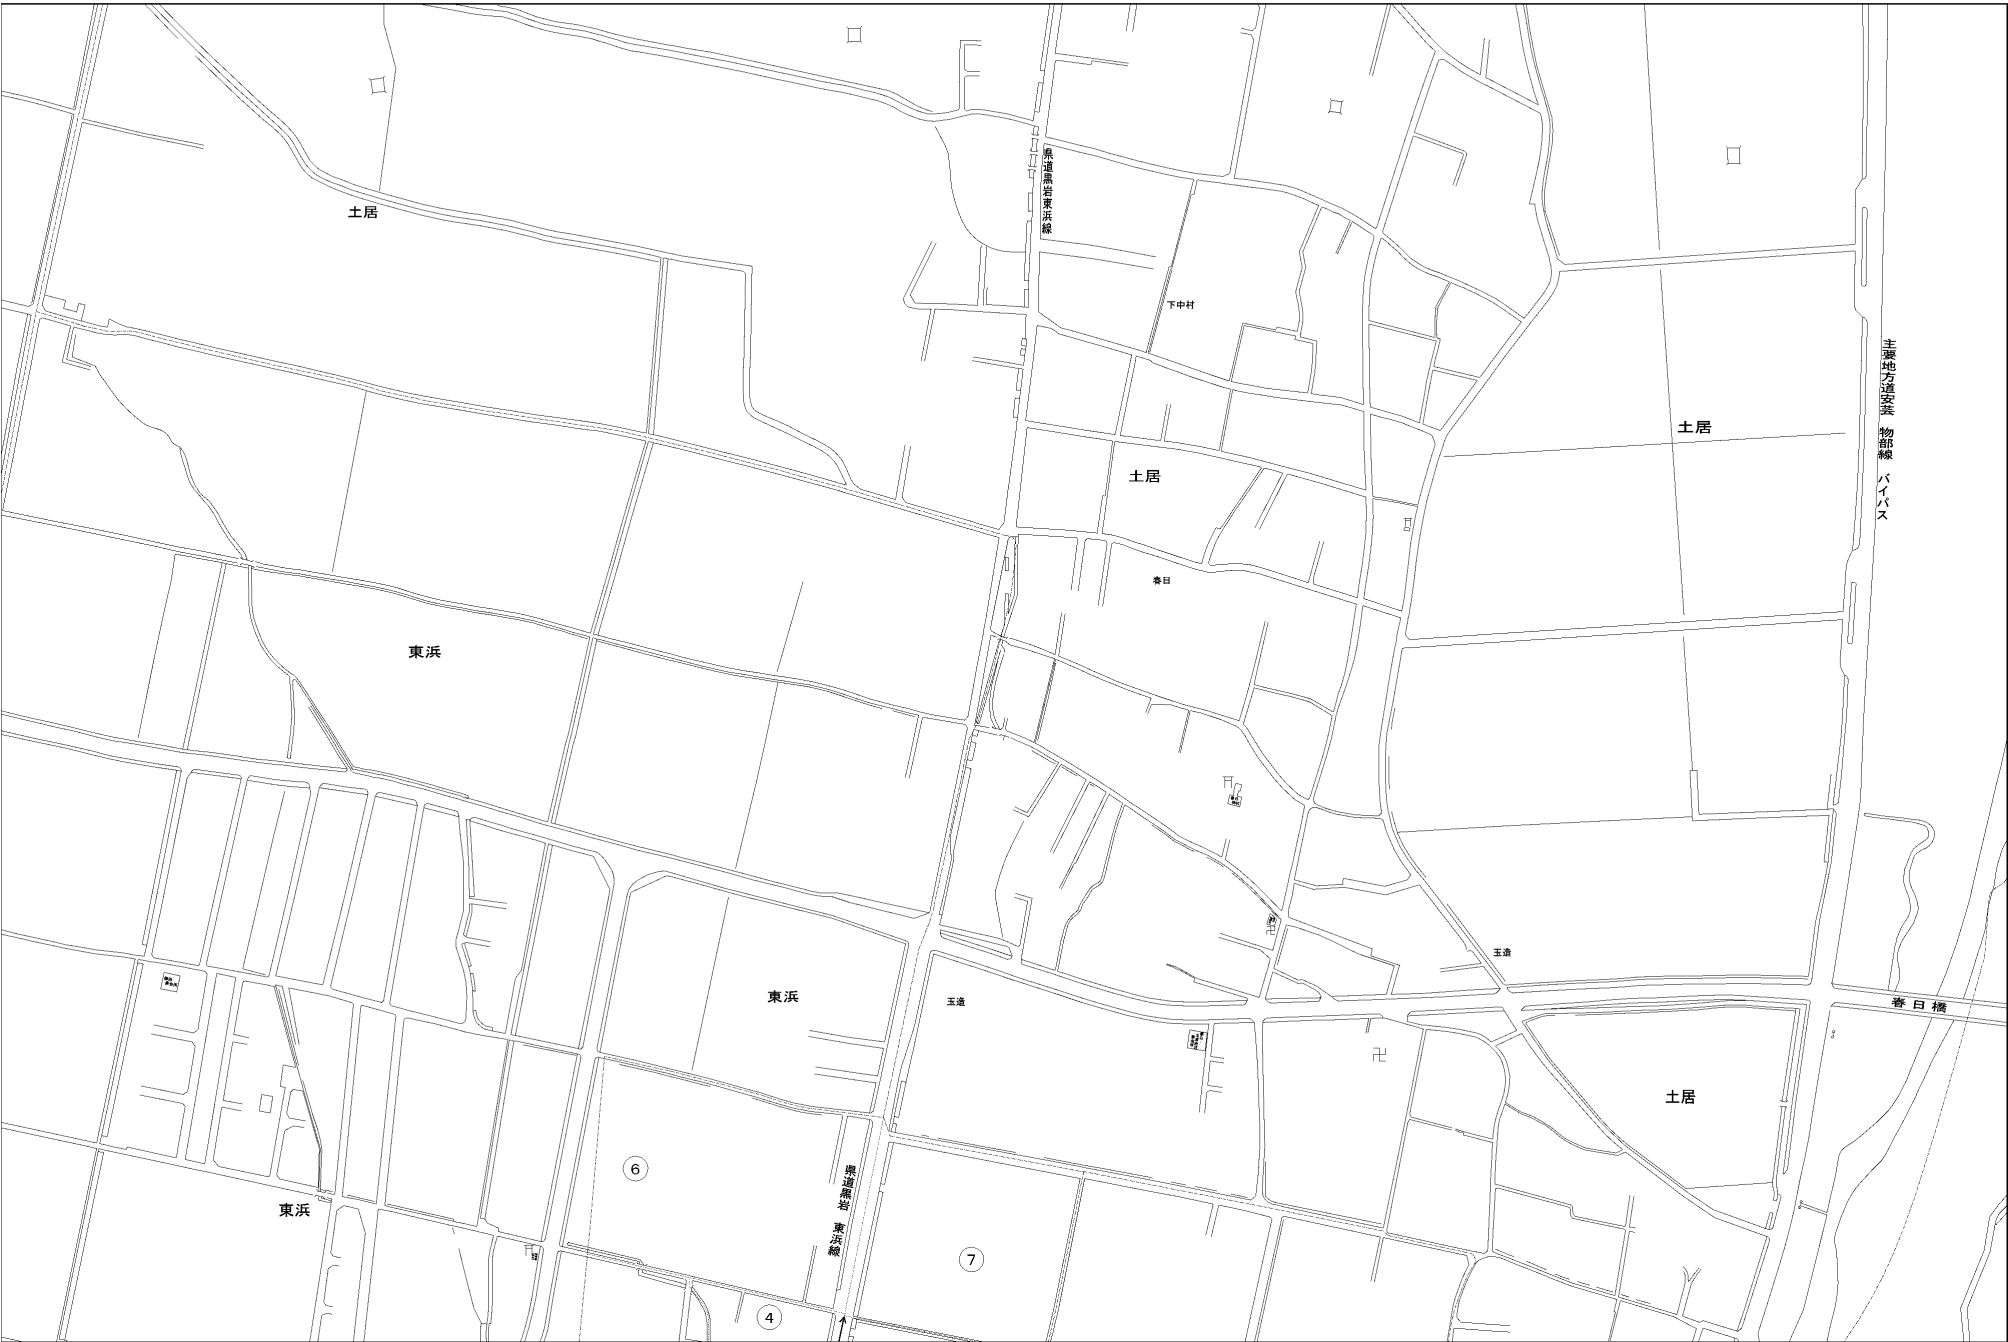 県道黒岩東浜線
土居
下中村
主要地方道安芸 物部線 バイパス
土居
土居
春日
東浜
玉造
東浜
玉造
春日橋
土居
⑥
県道黒岩 東浜線
東浜
⑦
④